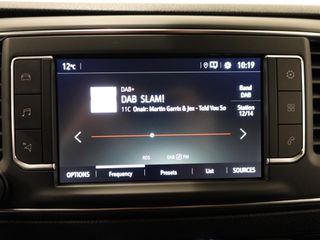 12°C 10:19
DAB+
DAB SLAM!
11C Onair: Martin Garrix & Jex - Told You So
Band
DAB
Station
12/14
RDS DAB FM
OPTIONS Frequency Presets List SOURCES